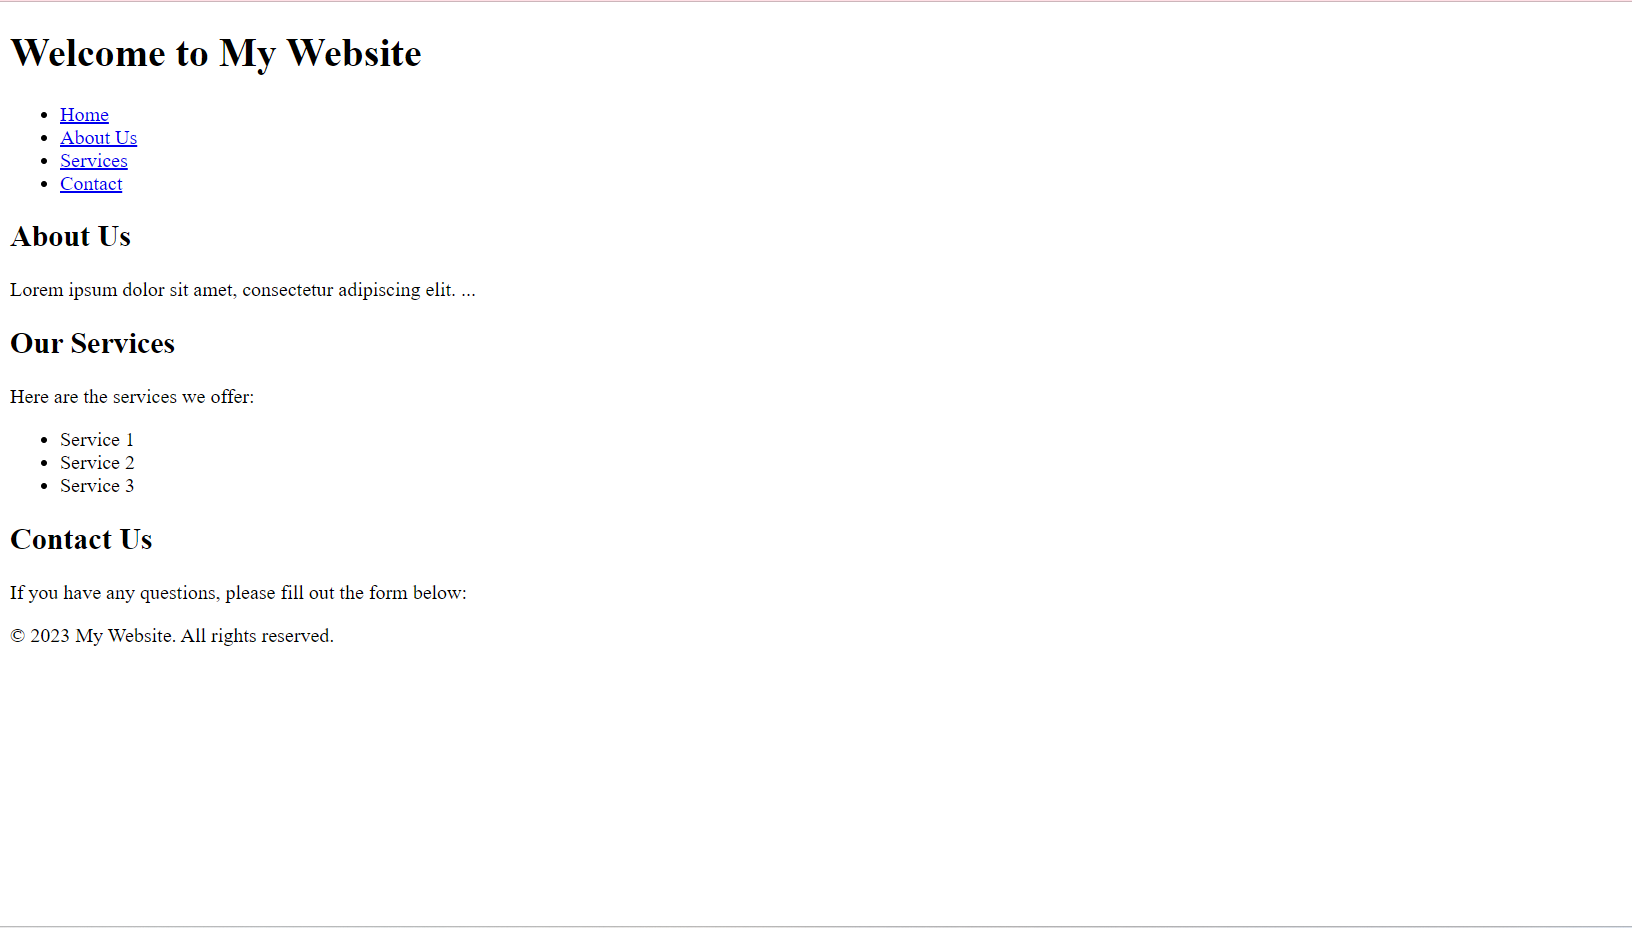 Welcome to My Website
Home
About Us
Services
Contact
About Us
Lorem ipsum dolor sit amet, consectetur adipiscing elit. ...
Our Services
Here are the services we offer:
Service 1
Service 2
Service 3
Contact Us
If you have any questions, please fill out the form below:
© 2023 My Website. All rights reserved.